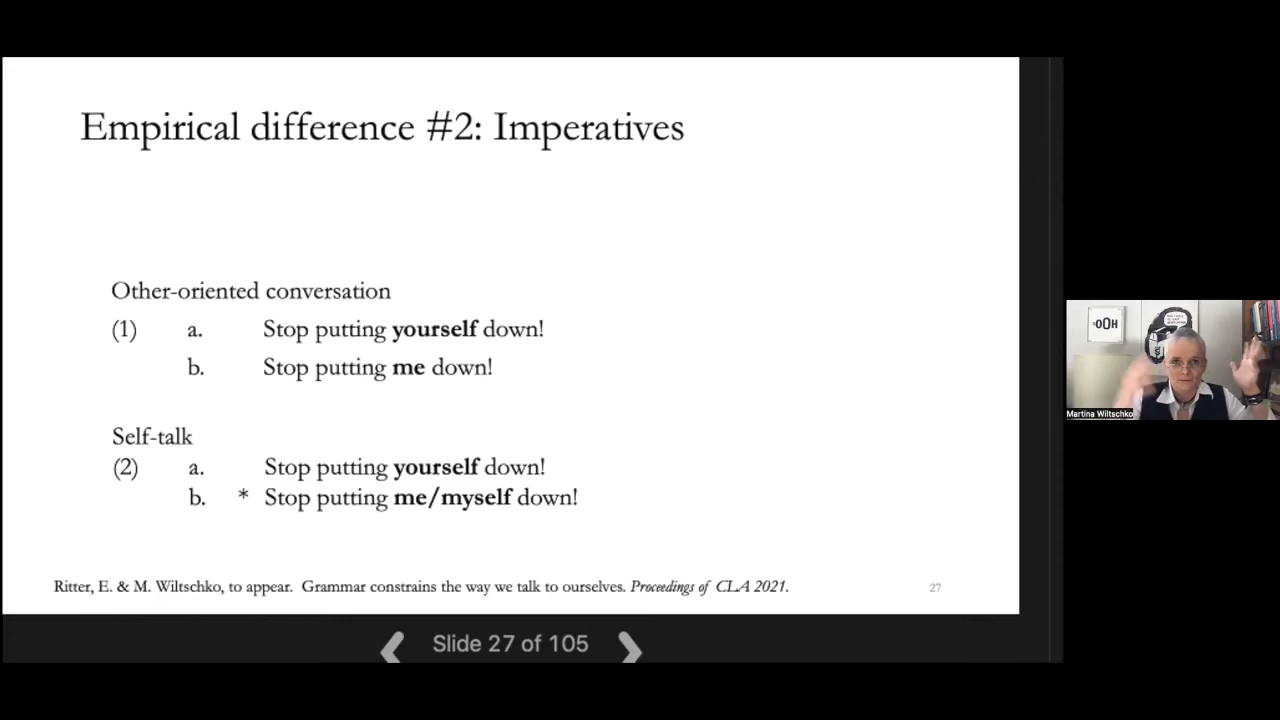 Empirical difference #2: Imperatives
Other-oriented conversation
(1) a. Stop putting yourself down!
b. Stop putting me down!
Self-talk
(2) a. Stop putting yourself down!
b. * Stop putting me/myself down!
Ritter, E. & M. Wiltschko, to appear. Grammar constrains the way we talk to ourselves. Proceedings of CLA 2021.
27
Slide 27 of 105
OOH
Martina Wiltschko